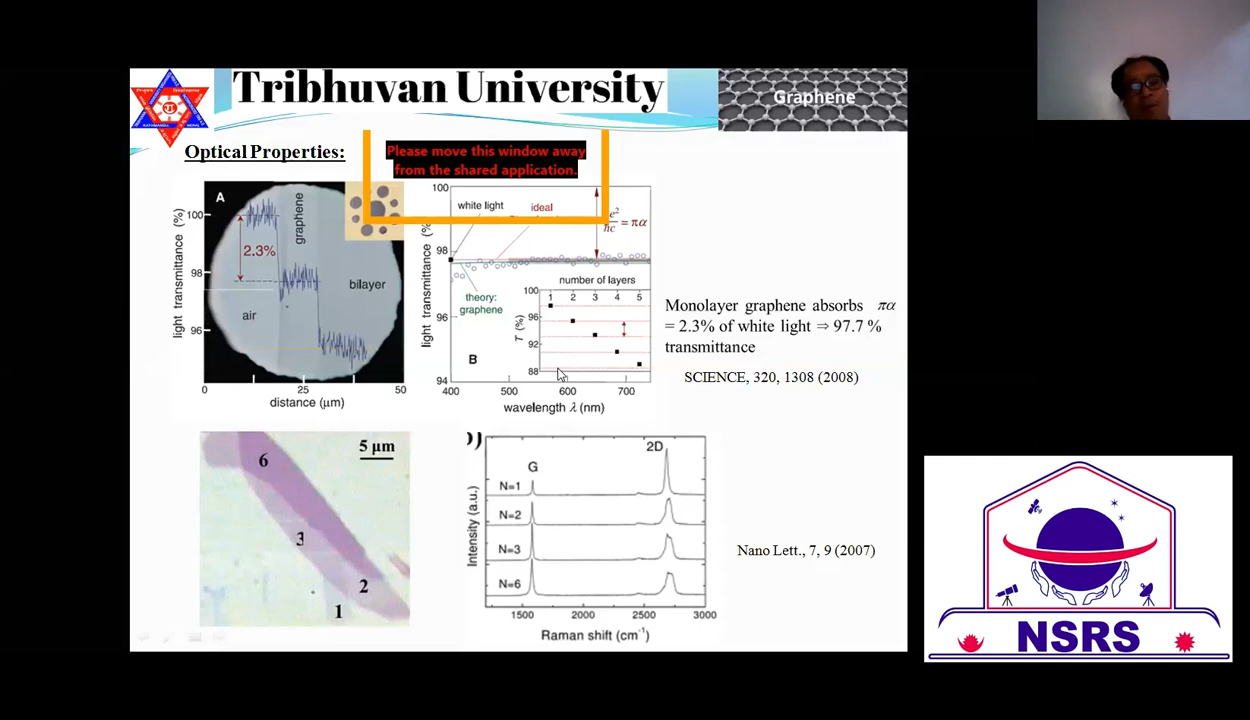 Tribhuvan University
Graphene
Optical Properties:
Please move this window away
from the shared application.
A
light transmittance (%)
100
98
96
2.3%
graphene
air
bilayer
0
25
50
distance (μm)
light transmittance (%)
100
98
96
94
white light
ideal
e²
ħc = πα
theory:
graphene
B
number of layers
1 2 3 4 5
T (%)
100
96
92
88
400 500 600 700
wavelength λ (nm)
Monolayer graphene absorbs πα
= 2.3% of white light ⇒ 97.7 %
transmittance
SCIENCE, 320, 1308 (2008)
5 μm
6
3
2
1
G
2D
N=1
N=2
N=3
N=6
Intensity (a.u.)
1500 2000 2500 3000
Raman shift (cm⁻¹)
Nano Lett., 7, 9 (2007)
NSRS